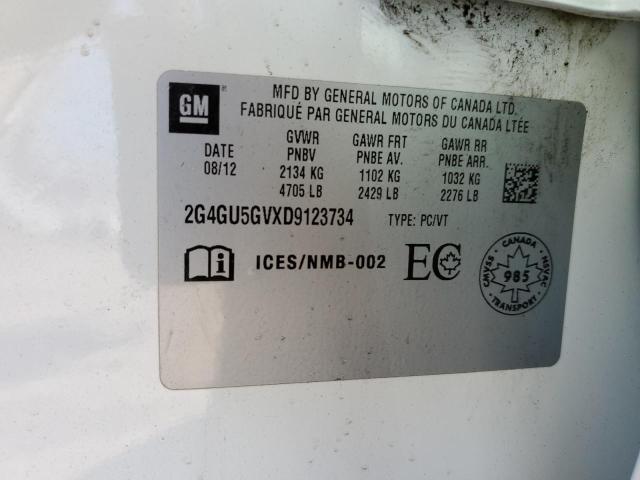 GM
MFD BY GENERAL MOTORS OF CANADA LTD.
FABRIQUÉ PAR GENERAL MOTORS DU CANADA LTÉE
DATE
08/12
GVWR
PNBV
2134 KG
4705 LB
GAWR FRT
PNBE AV.
1102 KG
2429 LB
GAWR RR
PNBE ARR.
1032 KG
2276 LB
2G4GU5GVXD9123734 TYPE: PC/VT
i ICES/NMB-002 EC
CANADA
CMVSS 985 NSVAC
TRANSPORT